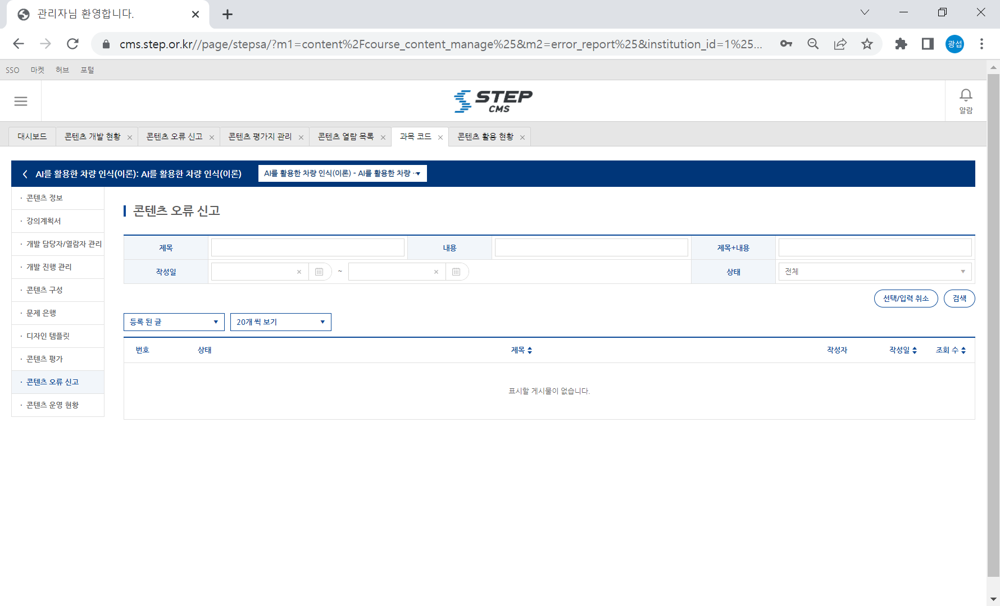 관리자님 환영합니다.
cms.step.or.kr//page/stepsa/?m1=content%2Fcourse_content_manage%25&m2=error_report%25&institution_id=1%25...
광섭
SSO 마켓 허브 포털
STEP
CMS
알람
대시보드 콘텐츠 개발 현황 콘텐츠 오류 신고 콘텐츠 평가지 관리 콘텐츠 열람 목록 과목 코드 콘텐츠 활용 현황
AI를 활용한 차량 인식(이론): AI를 활용한 차량 인식(이론) AI를 활용한 차량 인식(이론) - AI를 활용한 차량 ..
· 콘텐츠 정보
· 강의계획서
· 개발 담당자/열람자 관리
· 개발 진행 관리
· 콘텐츠 구성
· 문제 은행
· 디자인 템플릿
· 콘텐츠 평가
· 콘텐츠 오류 신고
· 콘텐츠 운영 현황
콘텐츠 오류 신고
제목 내용 제목+내용
작성일 ~ 상태 전체
선택/입력 취소 검색
등록 된 글 20개 씩 보기
번호 상태 제목 작성자 작성일 조회 수
표시할 게시물이 없습니다.